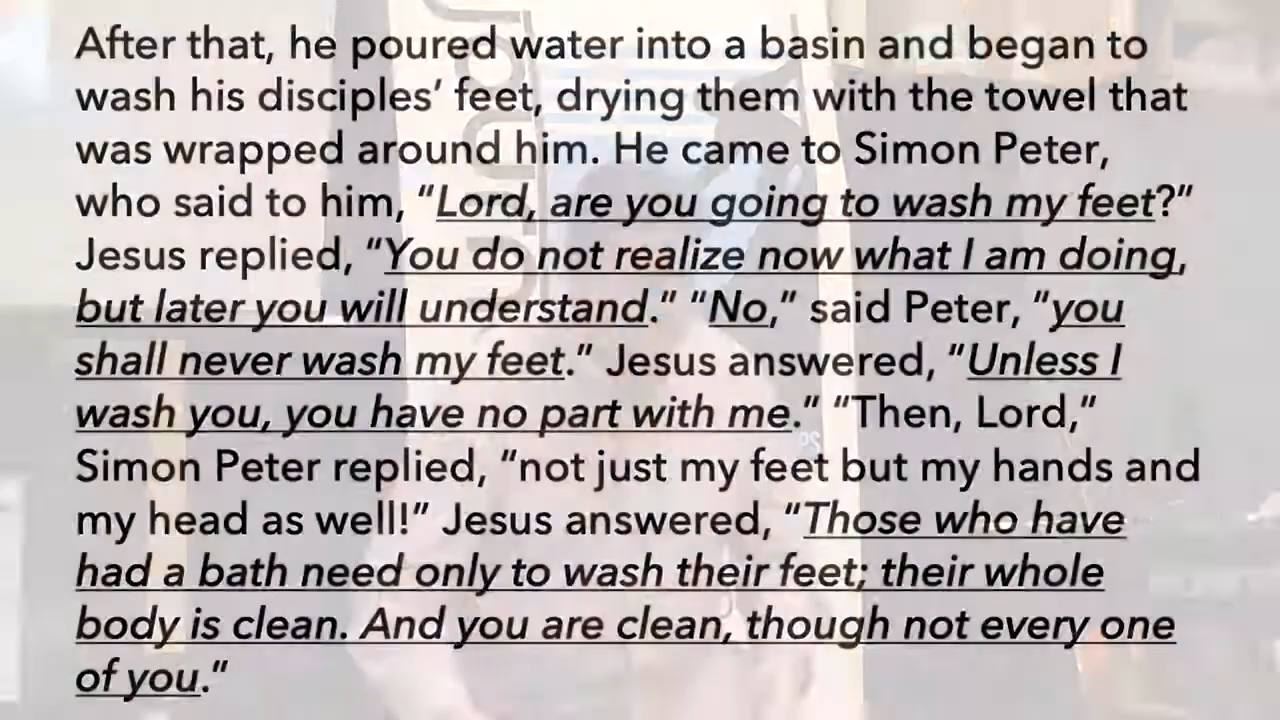 After that, he poured water into a basin and began to
wash his disciples’ feet, drying them with the towel that
was wrapped around him. He came to Simon Peter,
who said to him, “Lord, are you going to wash my feet?”
Jesus replied, “You do not realize now what I am doing,
but later you will understand.” “No,” said Peter, “you
shall never wash my feet.” Jesus answered, “Unless I
wash you, you have no part with me.” “Then, Lord,”
Simon Peter replied, “not just my feet but my hands and
my head as well!” Jesus answered, “Those who have
had a bath need only to wash their feet; their whole
body is clean. And you are clean, though not every one
of you.”